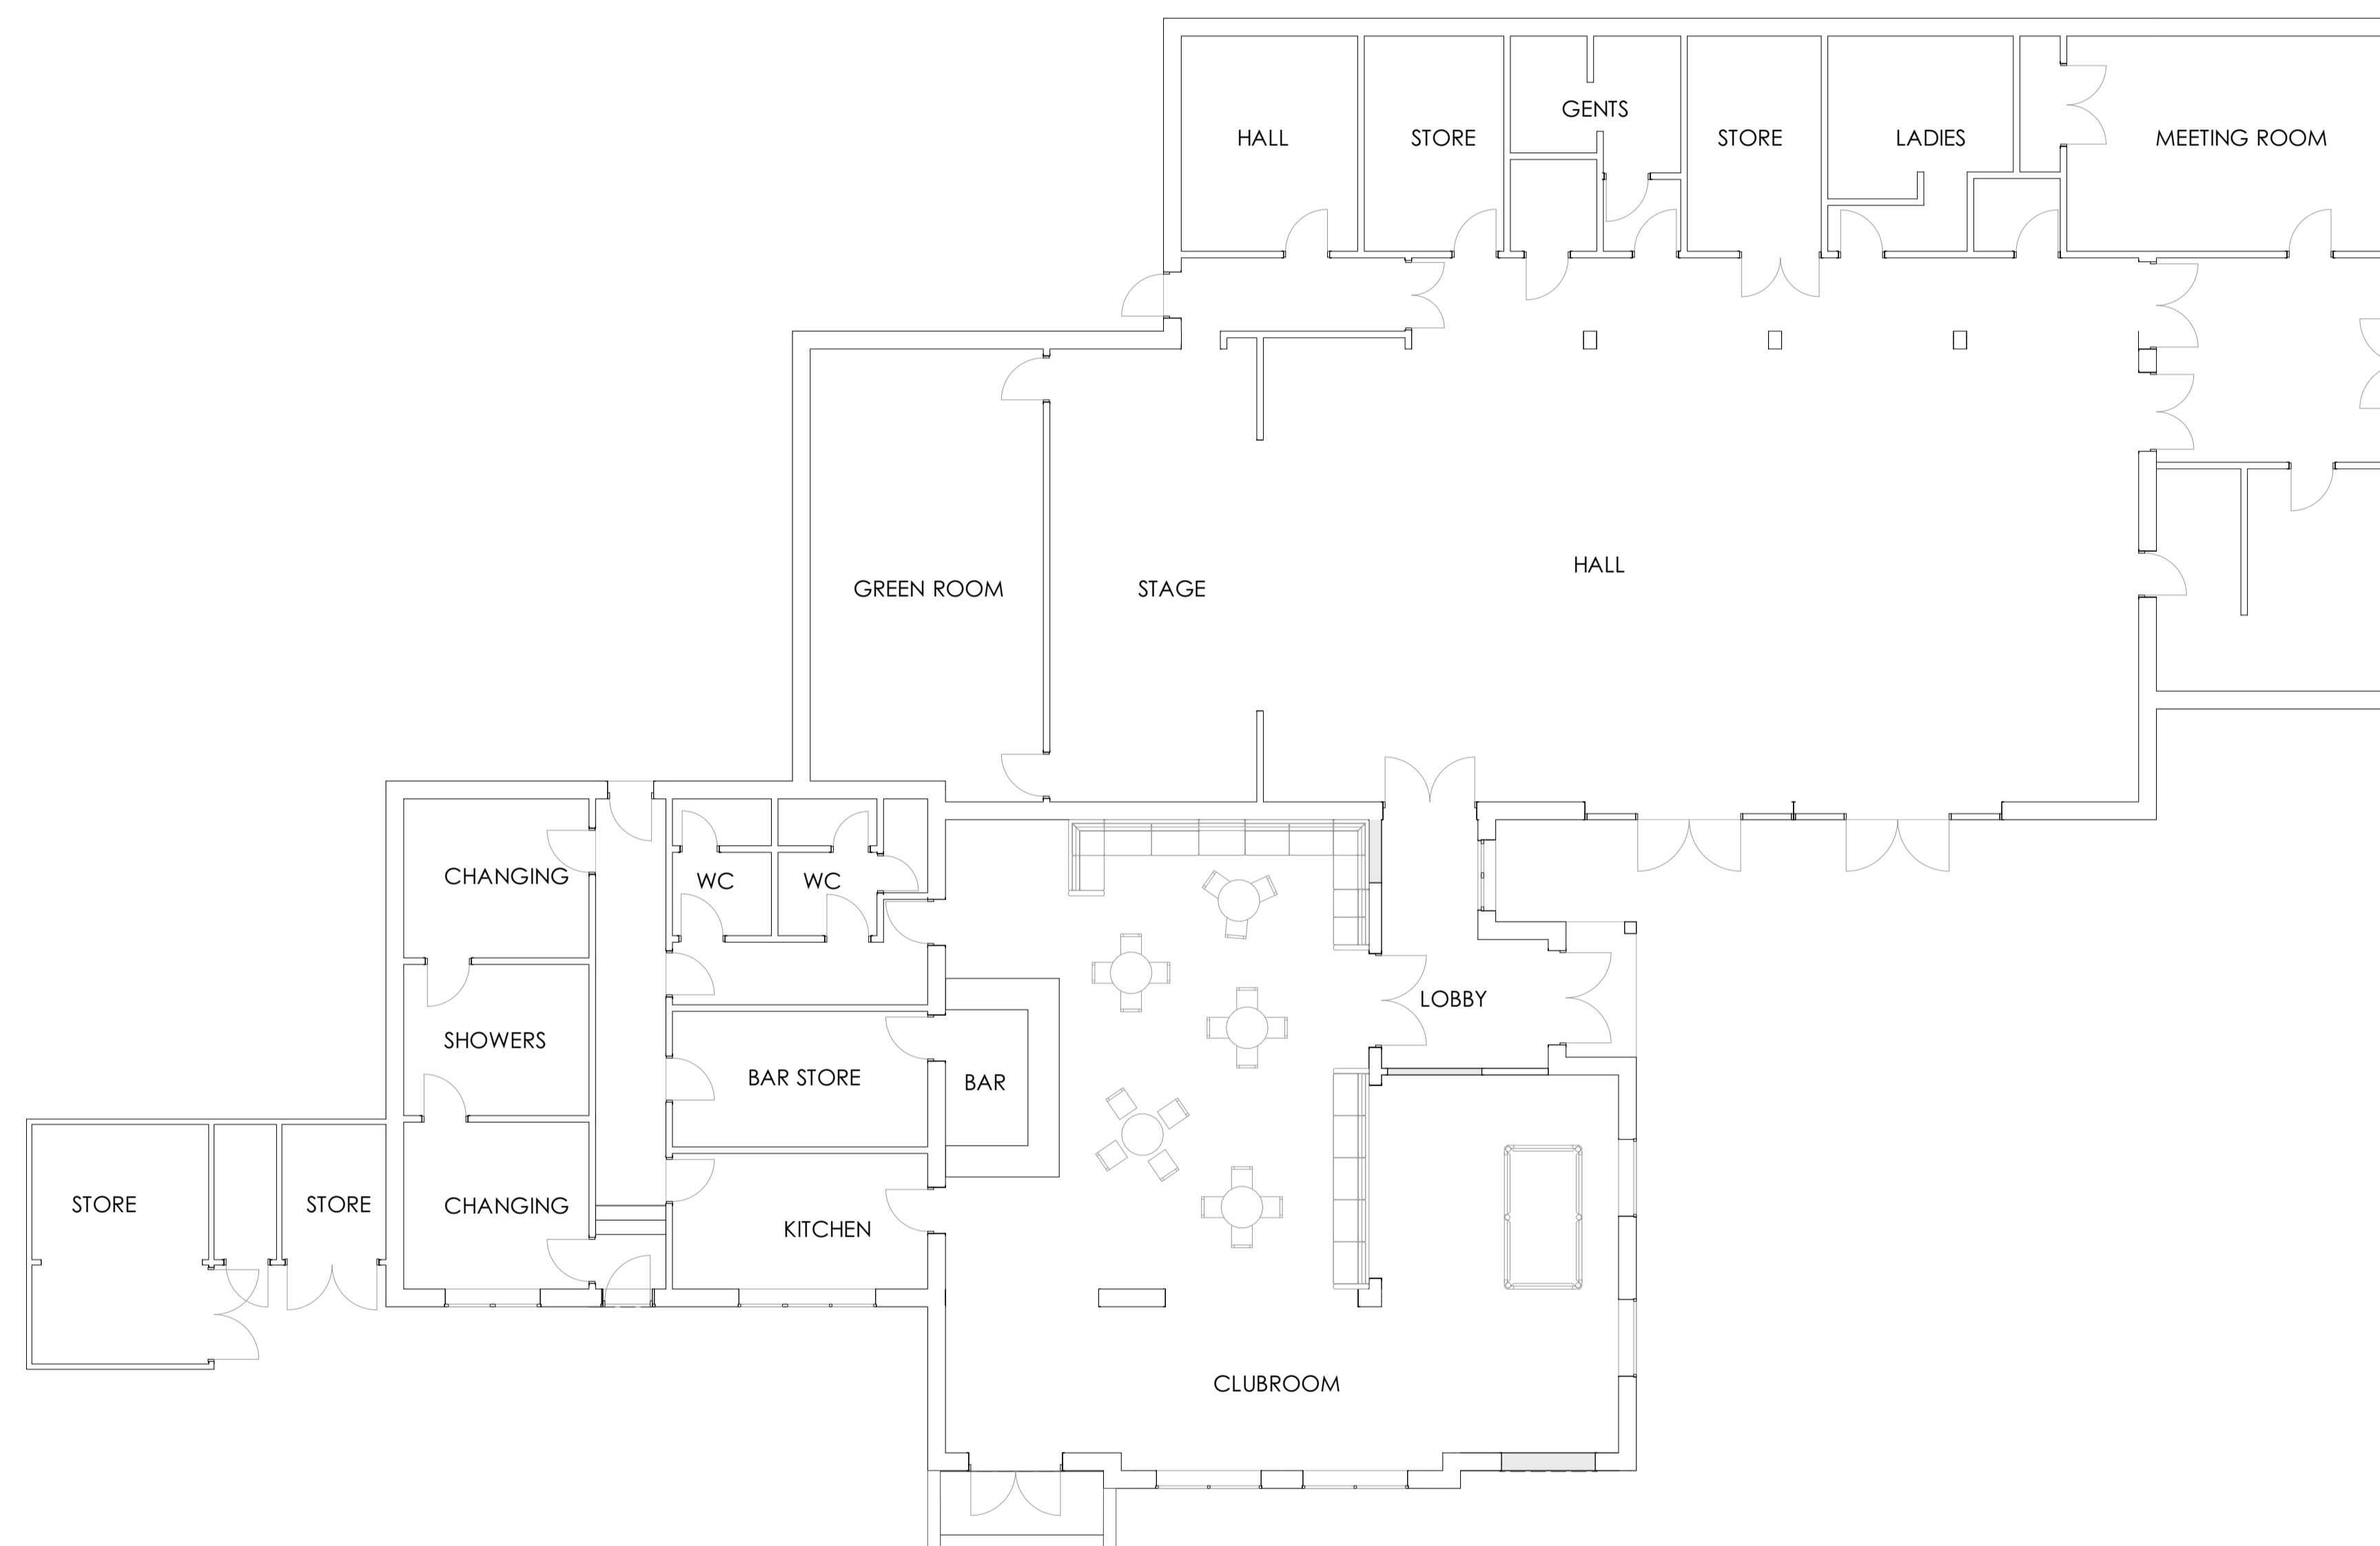 GENTS
HALL
STORE
STORE
LADIES
MEETING ROOM
HALL
GREEN ROOM
STAGE
CHANGING
WC
WC
LOBBY
SHOWERS
BAR STORE
BAR
STORE
STORE
CHANGING
KITCHEN
CLUBROOM